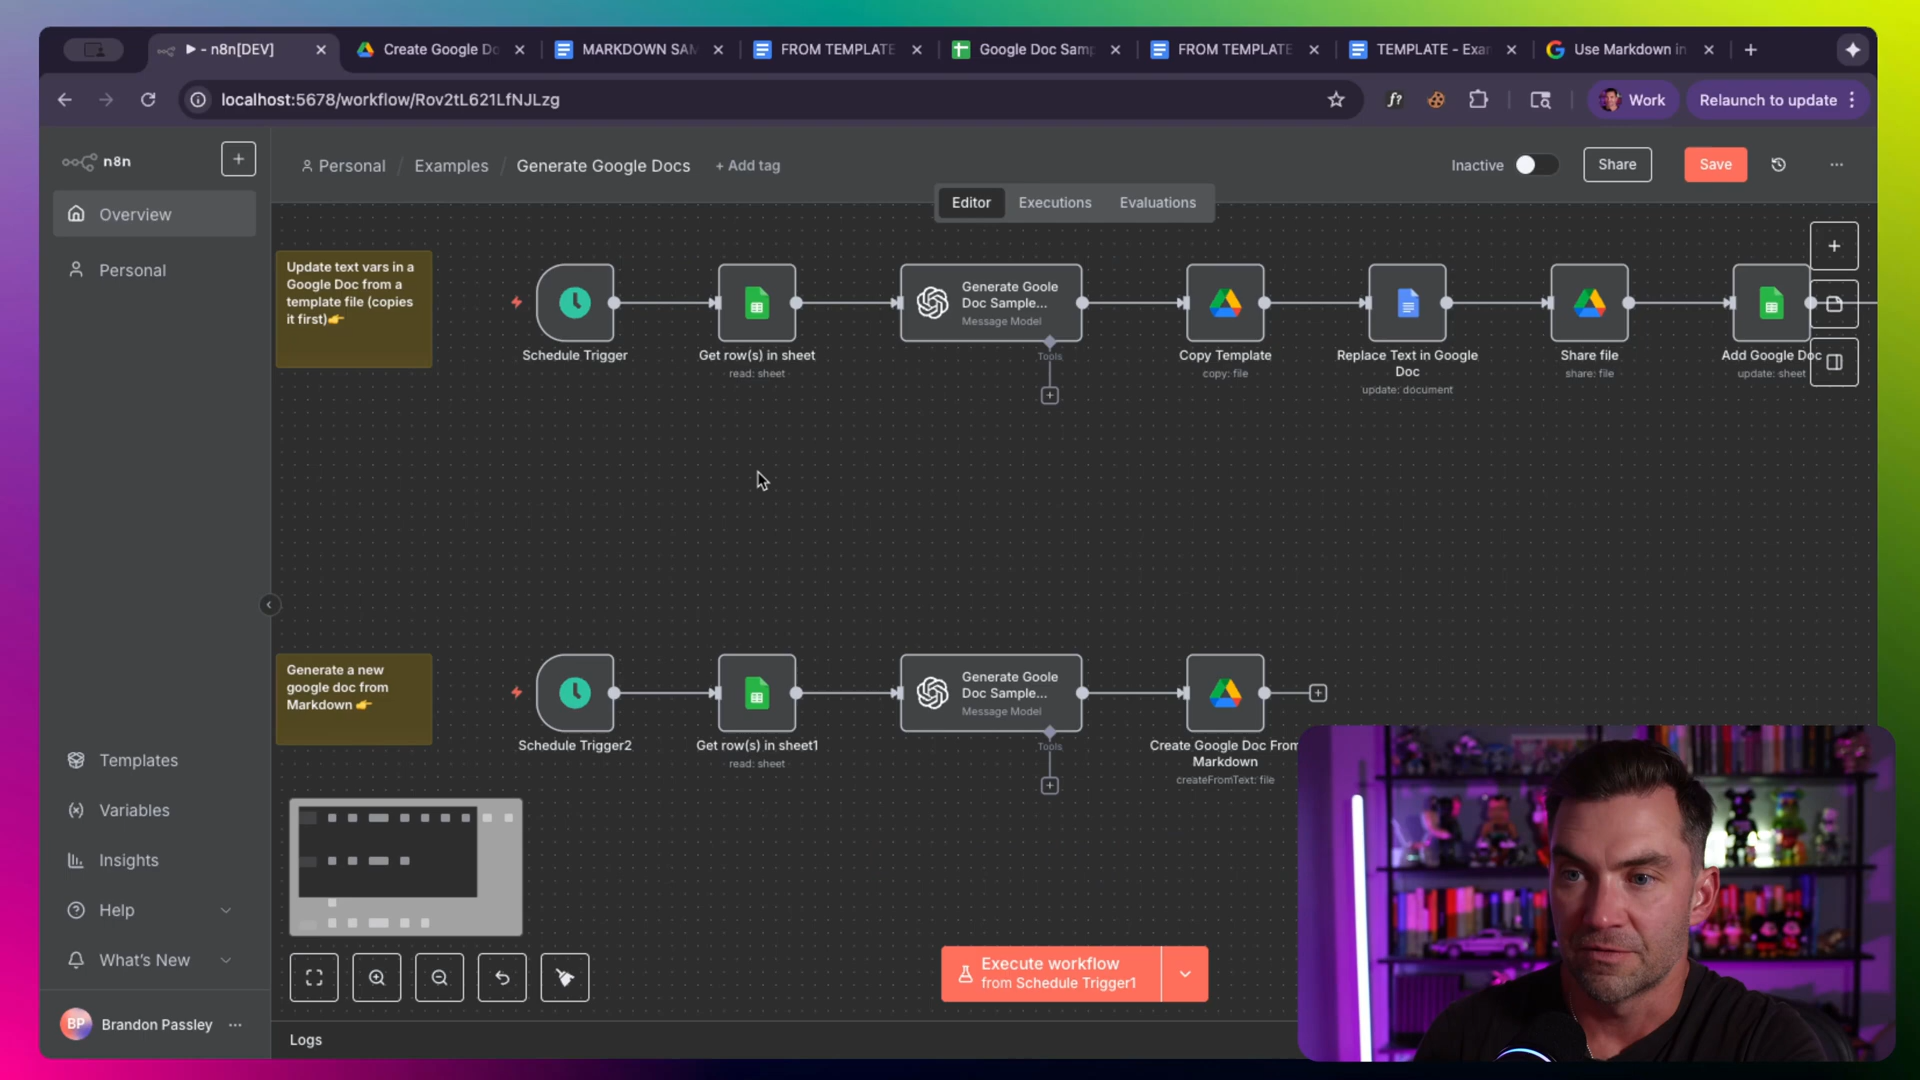 ▶ - n8n[DEV]
Create Google Do
MARKDOWN SAM
FROM TEMPLATE
Google Doc Samp
FROM TEMPLATE
TEMPLATE - Exa
Use Markdown in
localhost:5678/workflow/Rov2tL621LfNJLzg
f?
Work
Relaunch to update
n8n
Personal / Examples / Generate Google Docs + Add tag
Inactive
Share
Save
Editor
Executions
Evaluations
Overview
Personal
Update text vars in a
Google Doc from a
template file (copies
it first)👉
Schedule Trigger
Get row(s) in sheet
read: sheet
Generate Goole
Doc Sample...
Message Model
Tools
Copy Template
copy: file
Replace Text in Google
Doc
update: document
Share file
share: file
Add Google Doc
update: sheet
Generate a new
google doc from
Markdown 👉
Schedule Trigger2
Get row(s) in sheet1
read: sheet
Generate Goole
Doc Sample...
Message Model
Tools
Create Google Doc From
Markdown
createFromText: file
Templates
Variables
Insights
Help
What's New
BP
Brandon Passley
Execute workflow
from Schedule Trigger1
Logs